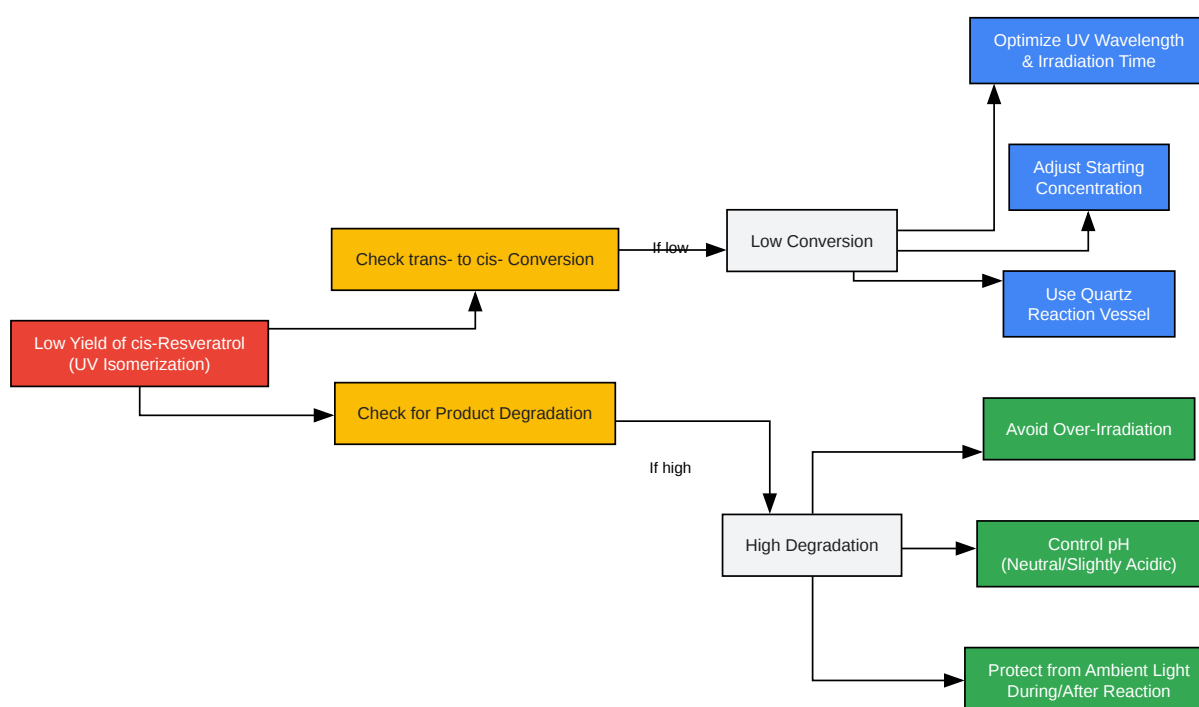 Optimize UV Wavelength
& Irradiation Time
Adjust Starting
Concentration
Low Conversion
If low
Check trans- to cis- Conversion
Use Quartz
Reaction Vessel
Low Yield of cis-Resveratrol
(UV Isomerization)
Check for Product Degradation
Avoid Over-Irradiation
If high
High Degradation
Control pH
(Neutral/Slightly Acidic)
Protect from Ambient Light
During/After Reaction